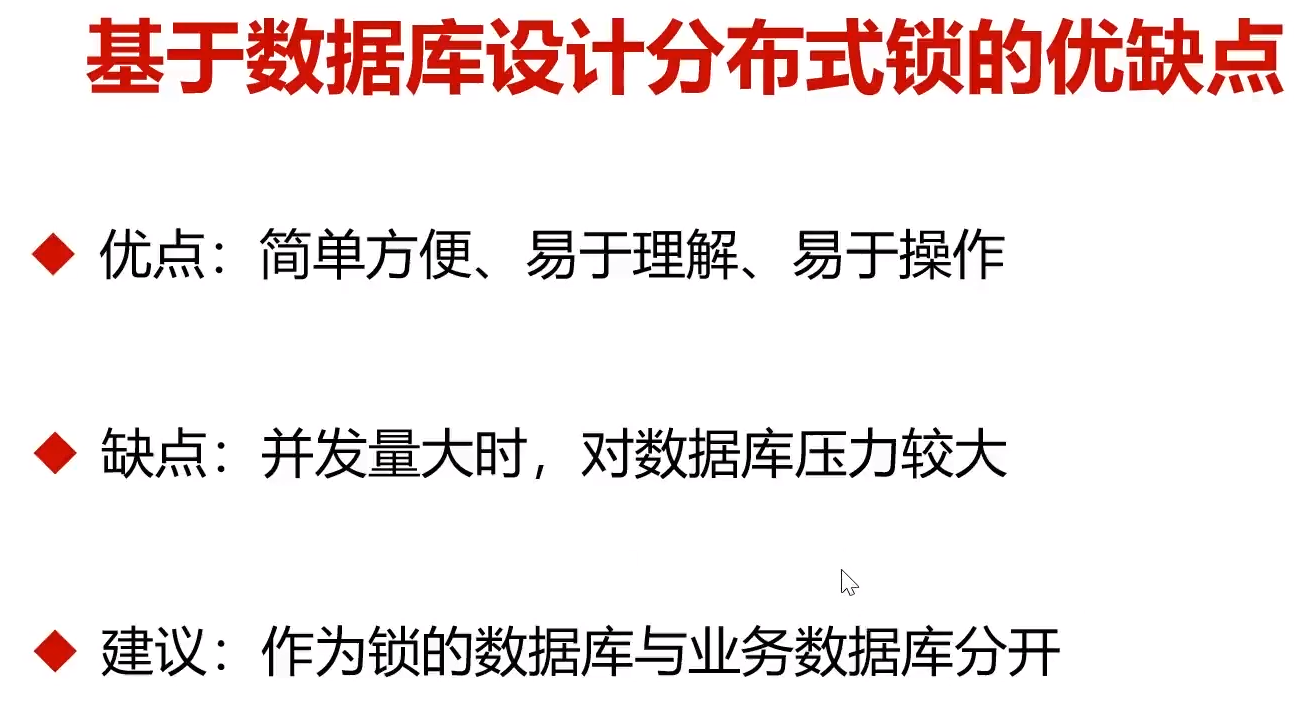 基于数据库设计分布式锁的优缺点
优点：简单方便、易于理解、易于操作
缺点：并发量大时，对数据库压力较大
建议：作为锁的数据库与业务数据库分开